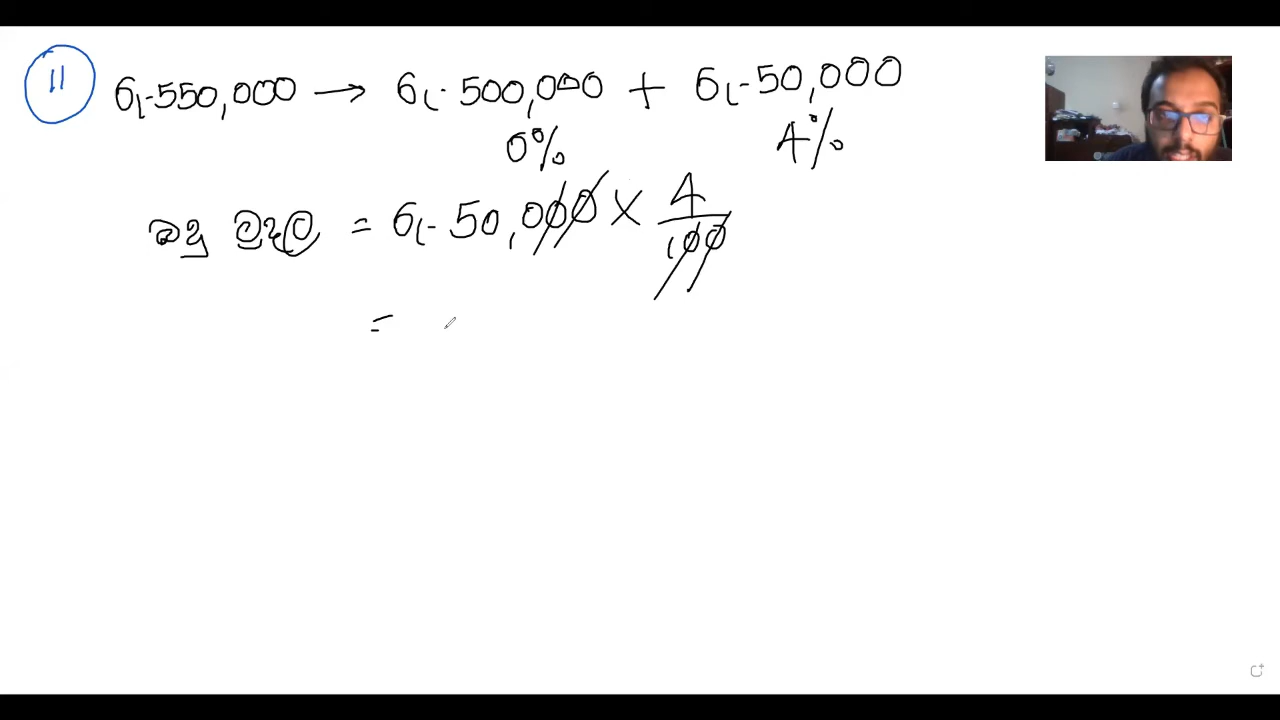 11
රු.550,000 → රු.500,000 + රු.50,000
0% 4%
බදු මුදල = රු.50,000 × 4/100
=